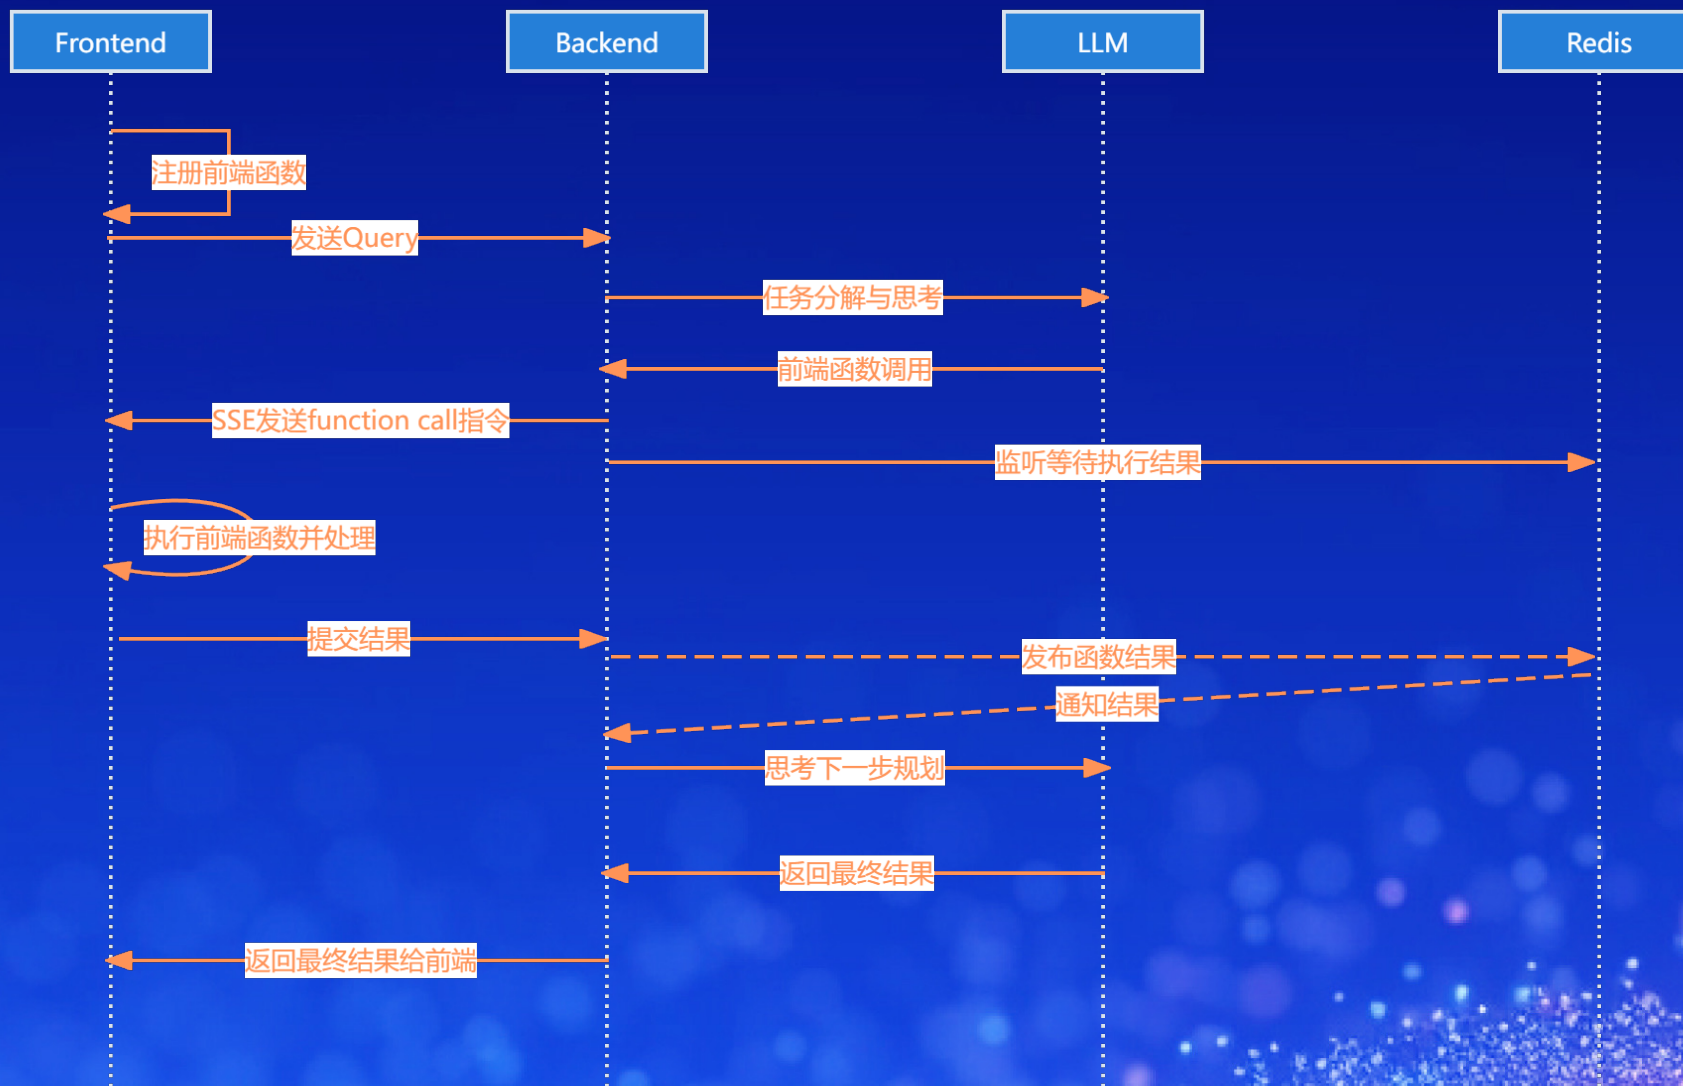 Frontend
Backend
LLM
Redis
注册前端函数
发送Query
任务分解与思考
前端函数调用
SSE发送function call指令
监听等待执行结果
执行前端函数并处理
提交结果
发布函数结果
通知结果
思考下一步规划
返回最终结果
返回最终结果给前端